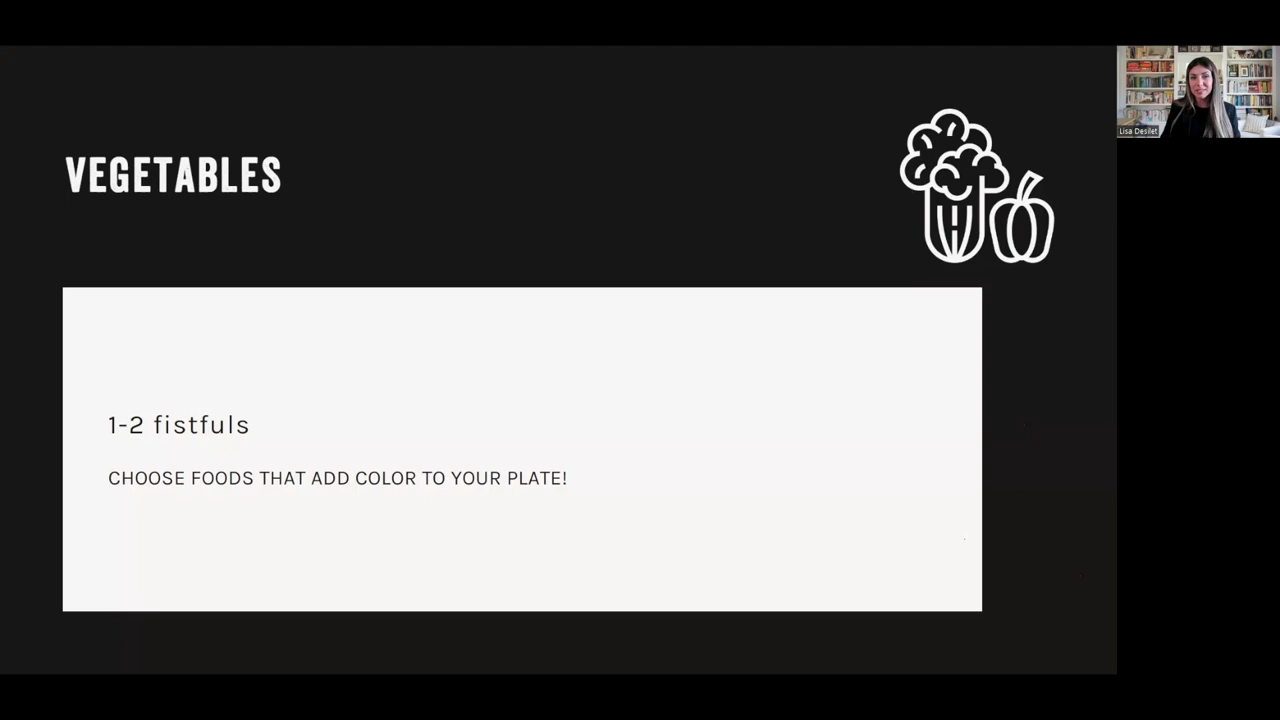 VEGETABLES
1-2 fistfuls
CHOOSE FOODS THAT ADD COLOR TO YOUR PLATE!
Lisa Desilet